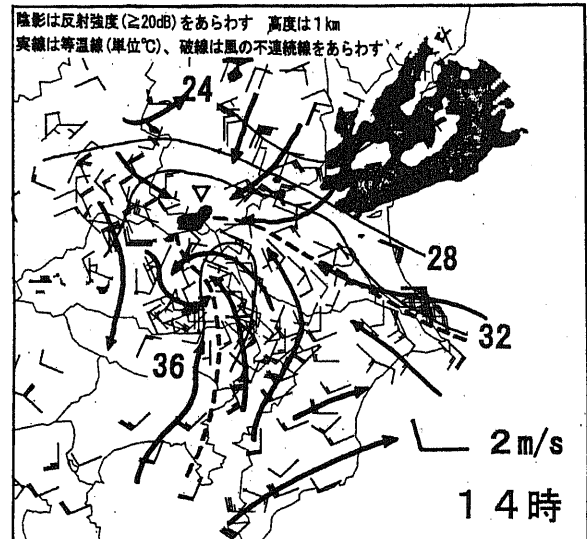 陰影は反射強度(≧20dB)をあらわす　高度は1km
実線は等温線(単位℃)、破線は風の不連続線をあらわす
24
28
32
36
2m/s
14時